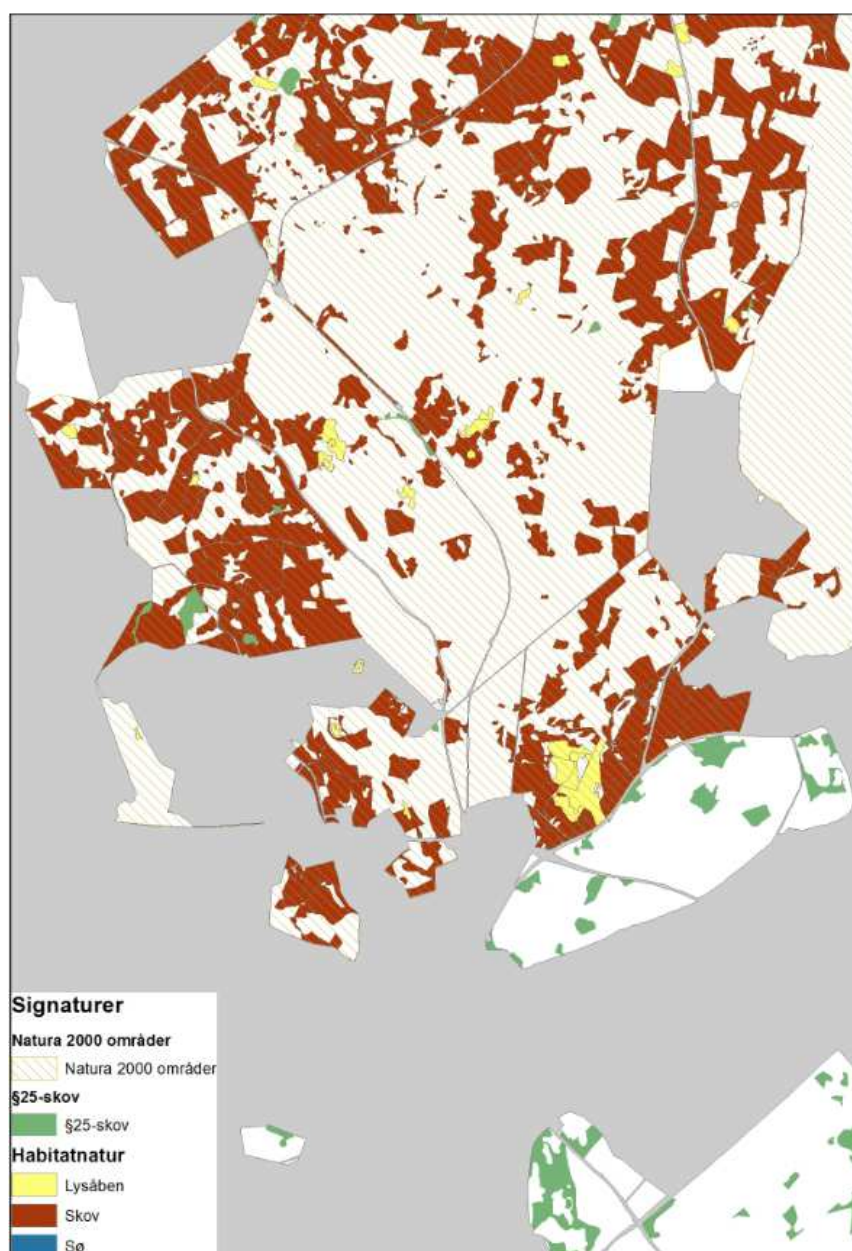 Signaturer
Natura 2000 områder
Natura 2000 områder
§25-skov
§25-skov
Habitatnatur
Lysåben
Skov
Sø